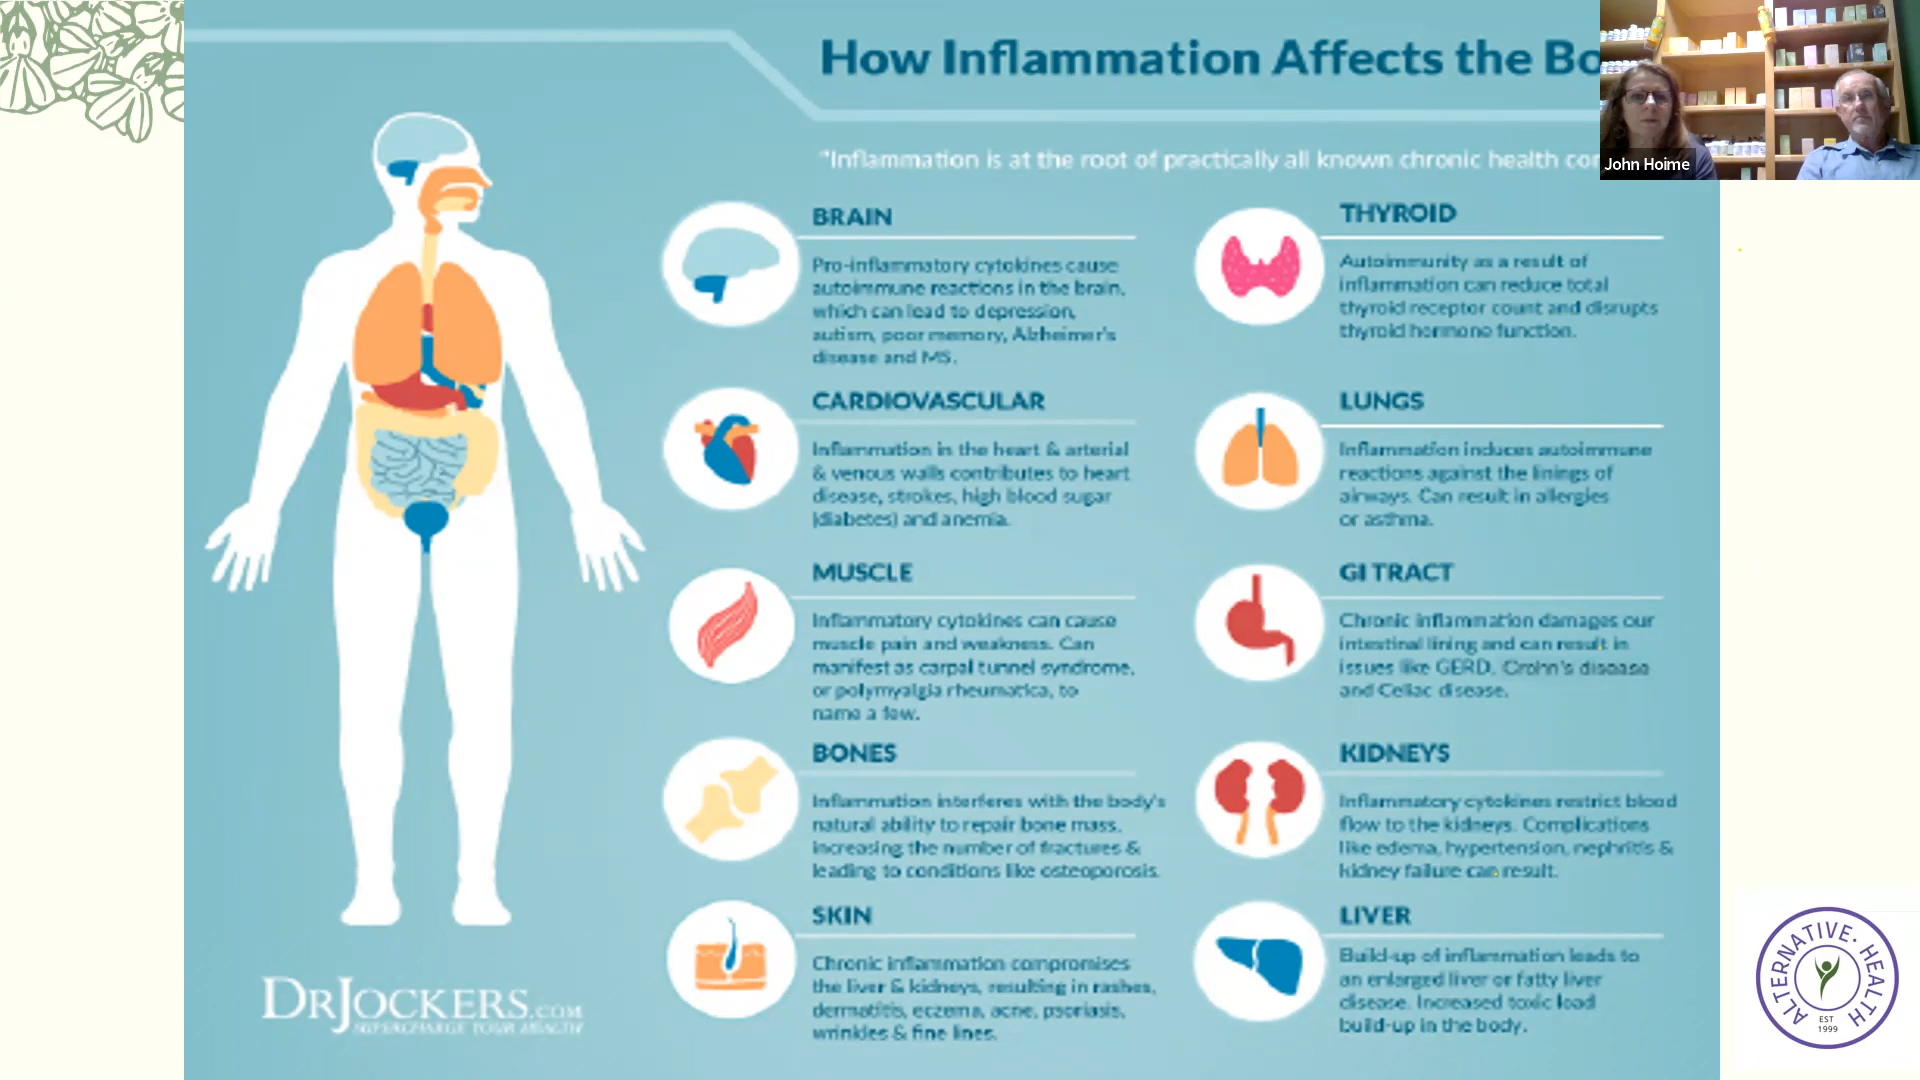 How Inflammation Affects the Bo
"Inflammation is at the root of practically all known chronic health co
John Hoime
BRAIN
Pro-inflammatory cytokines cause
autoimmune reactions in the brain,
which can lead to depression,
autism, poor memory, Alzheimer's
disease and MS.
CARDIOVASCULAR
Inflammation in the heart & arterial
& venous walls contributes to heart
disease, strokes, high blood sugar
(diabetes) and anemia.
MUSCLE
Inflammatory cytokines can cause
muscle pain and weakness. Can
manifest as carpal tunnel syndrome,
or polymyalgia rheumatica, to
name a few.
BONES
Inflammation interferes with the body's
natural ability to repair bone mass,
increasing the number of fractures &
leading to conditions like osteoporosis.
SKIN
Chronic inflammation compromises
the liver & kidneys, resulting in rashes,
dermatitis, eczema, acne, psoriasis,
wrinkles & fine lines.
THYROID
Autoimmunity as a result of
inflammation can reduce total
thyroid receptor count and disrupts
thyroid hormone function.
LUNGS
Inflammation induces autoimmune
reactions against the linings of
airways. Can result in allergies
or asthma.
GI TRACT
Chronic inflammation damages our
intestinal lining and can result in
issues like GERD, Crohn's disease
and Celiac disease.
KIDNEYS
Inflammatory cytokines restrict blood
flow to the kidneys. Complications
like edema, hypertension, nephritis &
kidney failure can result.
LIVER
Build-up of inflammation leads to
an enlarged liver or fatty liver
disease. Increased toxic load
build-up in the body.
DRJOCKERS.COM
SUPERCHARGE YOUR HEALTH
ALTERNATIVE HEALTH
EST
1999